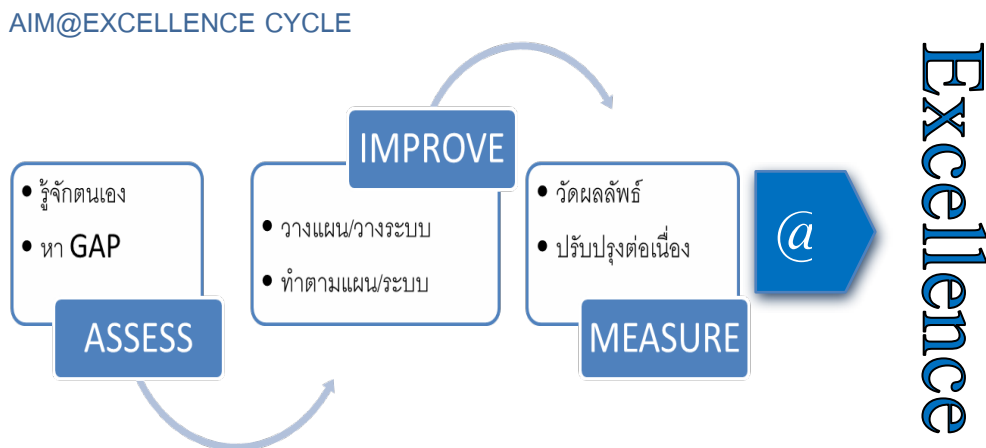 AIM@EXCELLENCE CYCLE
• รู้จักตนเอง
• หา GAP
ASSESS
IMPROVE
• วางแผน/วางระบบ
• ทำตามแผน/ระบบ
• วัดผลลัพธ์
• ปรับปรุงต่อเนื่อง
MEASURE
@
Excellence